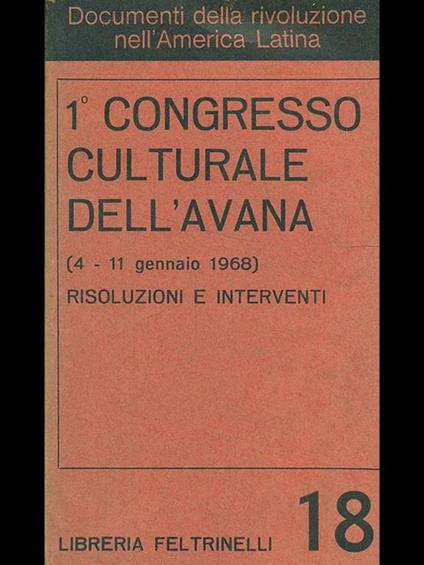 Documenti della rivoluzione
nell'America Latina
1° CONGRESSO
CULTURALE
DELL'AVANA
(4 - 11 gennaio 1968)
RISOLUZIONI E INTERVENTI
LIBRERIA FELTRINELLI 18